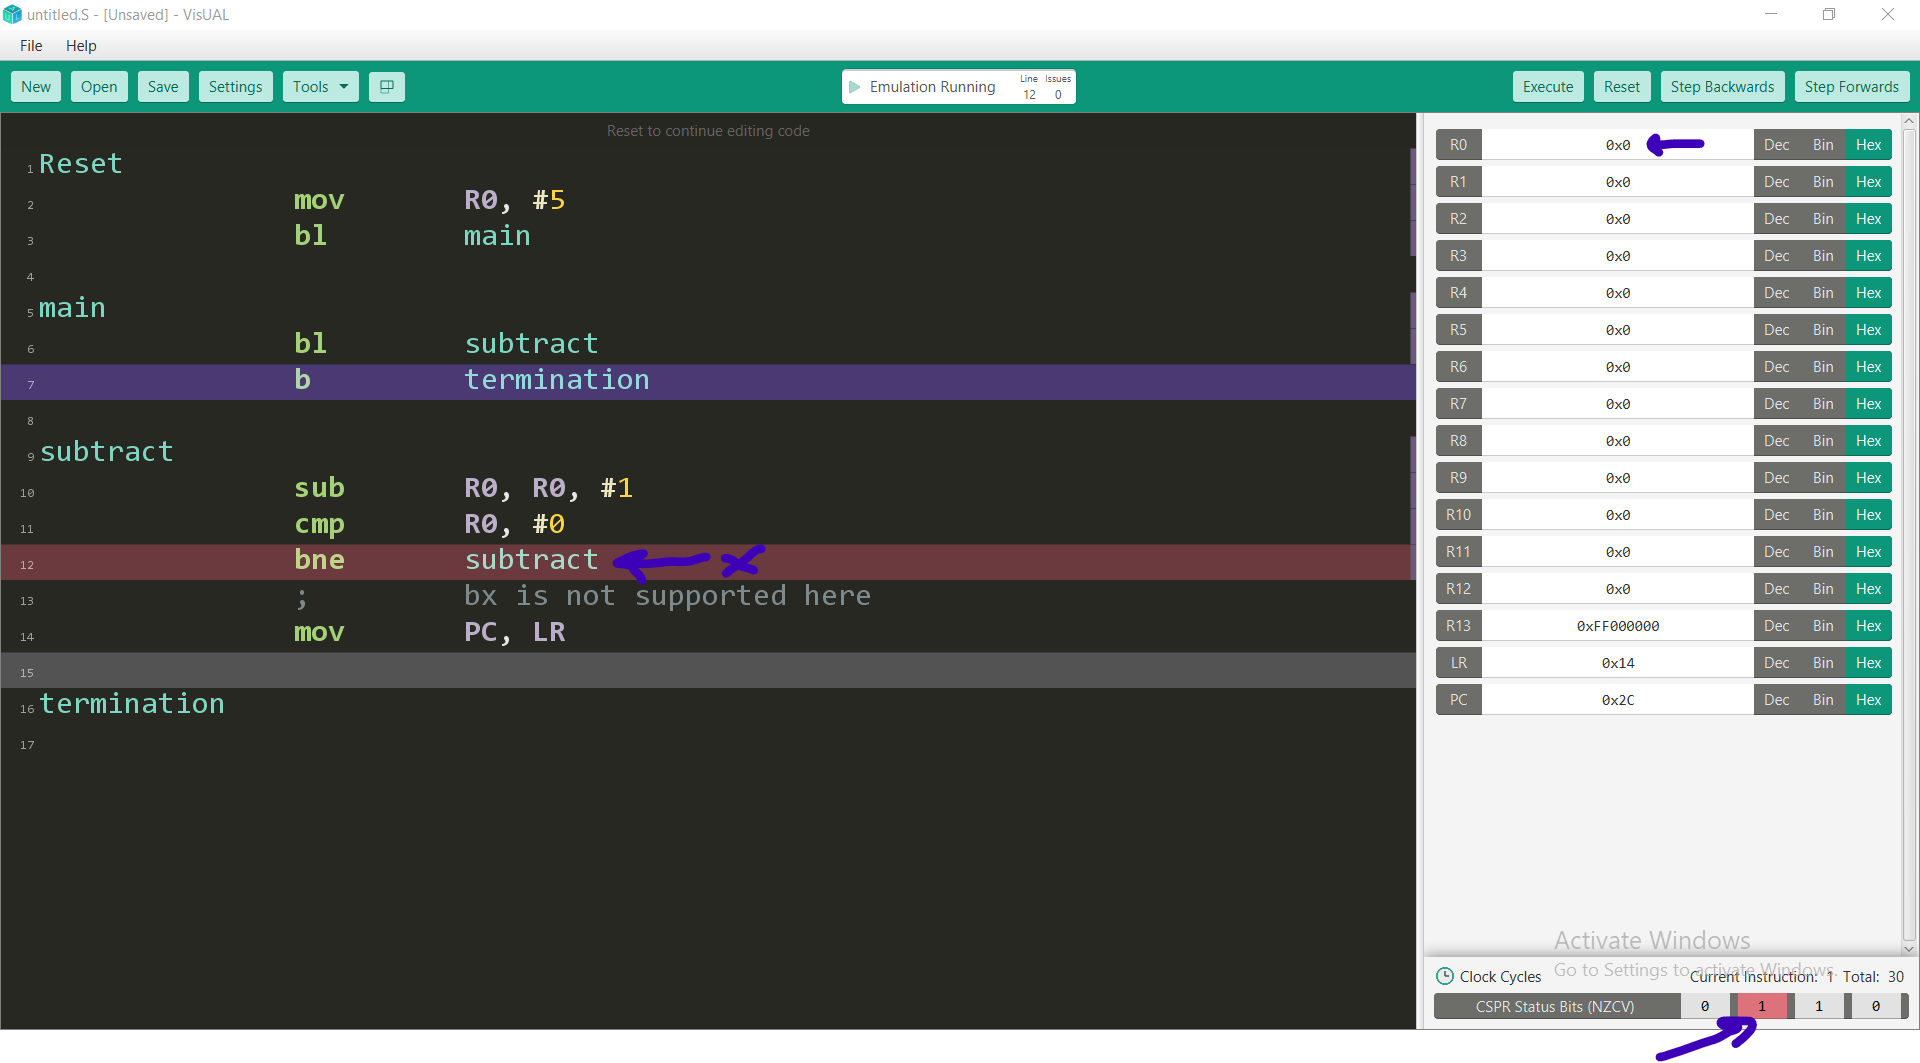 untitled.S - [Unsaved] - VisUAL
File Help
New Open Save Settings Tools Emulation Running Line 12 Issues 0 Execute Reset Step Backwards Step Forwards
Reset to continue editing code
1 Reset
2 mov R0, #5
3 bl main
4
5 main
6 bl subtract
7 b termination
8
9 subtract
10 sub R0, R0, #1
11 cmp R0, #0
12 bne subtract
13 ; bx is not supported here
14 mov PC, LR
15
16 termination
17
R0 0x0 Dec Bin Hex
R1 0x0 Dec Bin Hex
R2 0x0 Dec Bin Hex
R3 0x0 Dec Bin Hex
R4 0x0 Dec Bin Hex
R5 0x0 Dec Bin Hex
R6 0x0 Dec Bin Hex
R7 0x0 Dec Bin Hex
R8 0x0 Dec Bin Hex
R9 0x0 Dec Bin Hex
R10 0x0 Dec Bin Hex
R11 0x0 Dec Bin Hex
R12 0x0 Dec Bin Hex
R13 0xFF000000 Dec Bin Hex
LR 0x14 Dec Bin Hex
PC 0x2C Dec Bin Hex
Activate Windows
Go to Settings to activate Windows.
Clock Cycles Current Instruction: 1 Total: 30
CSPR Status Bits (NZCV) 0 1 1 0